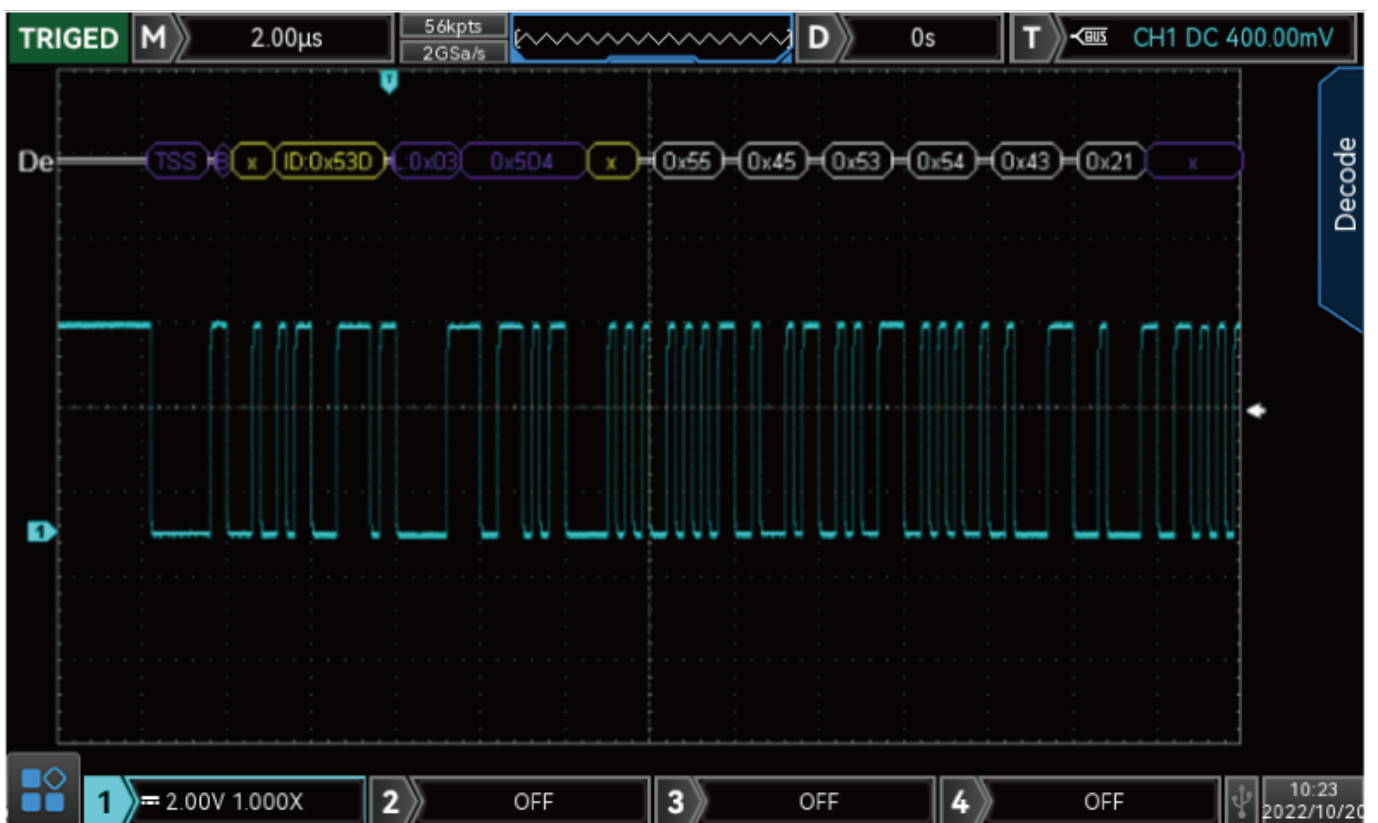 TRIGED M 2.00μs 56kpts D 0s T BUS CH1 DC 400.00mV
2GSa/s
T
De TSS B x ID:0x53D L:0x03 0x5D4 x 0x55 0x45 0x53 0x54 0x43 0x21 x
Decode
1
1 2.00V 1.000X 2 OFF 3 OFF 4 OFF 10:23
2022/10/20